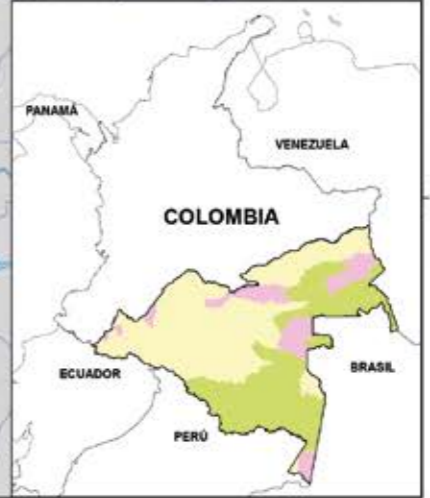 PANAMÁ
VENEZUELA
COLOMBIA
ECUADOR
BRASIL
PERÚ